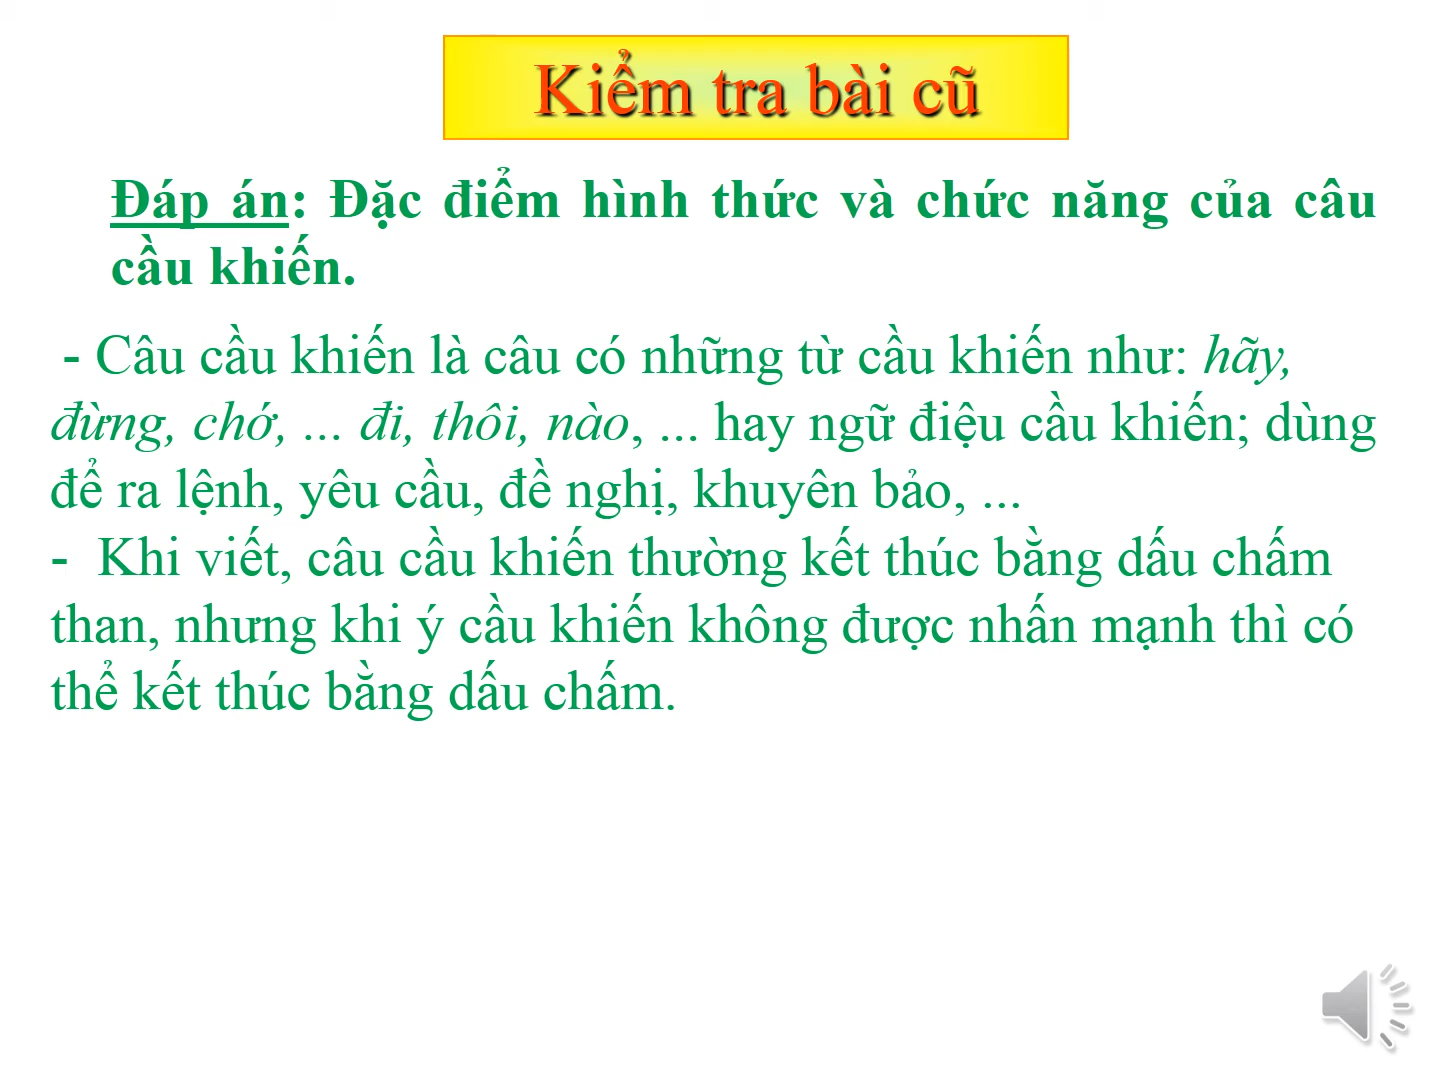 Kiểm tra bài cũ
Đáp án: Đặc điểm hình thức và chức năng của câu
cầu khiến.
- Câu cầu khiến là câu có những từ cầu khiến như: hãy,
đừng, chớ, ... đi, thôi, nào, ... hay ngữ điệu cầu khiến; dùng
để ra lệnh, yêu cầu, đề nghị, khuyên bảo, ...
- Khi viết, câu cầu khiến thường kết thúc bằng dấu chấm
than, nhưng khi ý cầu khiến không được nhấn mạnh thì có
thể kết thúc bằng dấu chấm.